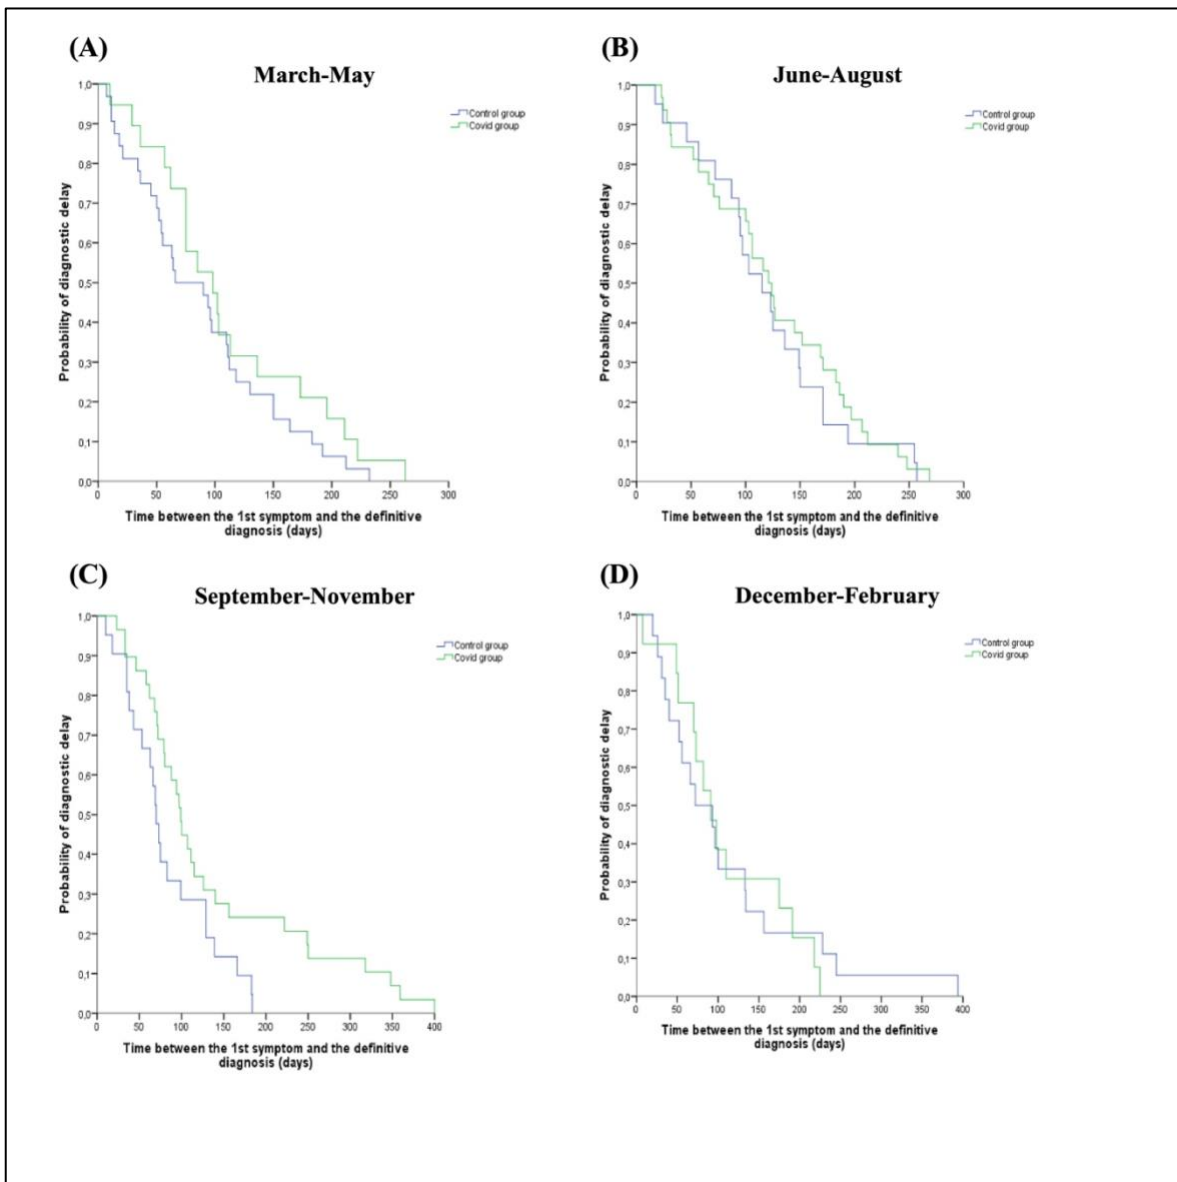 (A)
March-May
Control group
Covid group
Probability of diagnostic delay
1,0
0,9
0,8
0,7
0,6
0,5
0,4
0,3
0,2
0,1
0,0
0 50 100 150 200 250 300
Time between the 1st symptom and the definitive
diagnosis (days)
(B)
June-August
Control group
Covid group
Probability of diagnostic delay
1,0
0,9
0,8
0,7
0,6
0,5
0,4
0,3
0,2
0,1
0,0
0 50 100 150 200 250 300
Time between the 1st symptom and the definitive
diagnosis (days)
(C)
September-November
Control group
Covid group
Probability of diagnostic delay
1,0
0,9
0,8
0,7
0,6
0,5
0,4
0,3
0,2
0,1
0,0
0 50 100 150 200 250 300 350 400
Time between the 1st symptom and the definitive
diagnosis (days)
(D)
December-February
Control group
Covid group
Probability of diagnostic delay
1,0
0,9
0,8
0,7
0,6
0,5
0,4
0,3
0,2
0,1
0,0
0 50 100 150 200 250 300 350 400
Time between the 1st symptom and the definitive
diagnosis (days)